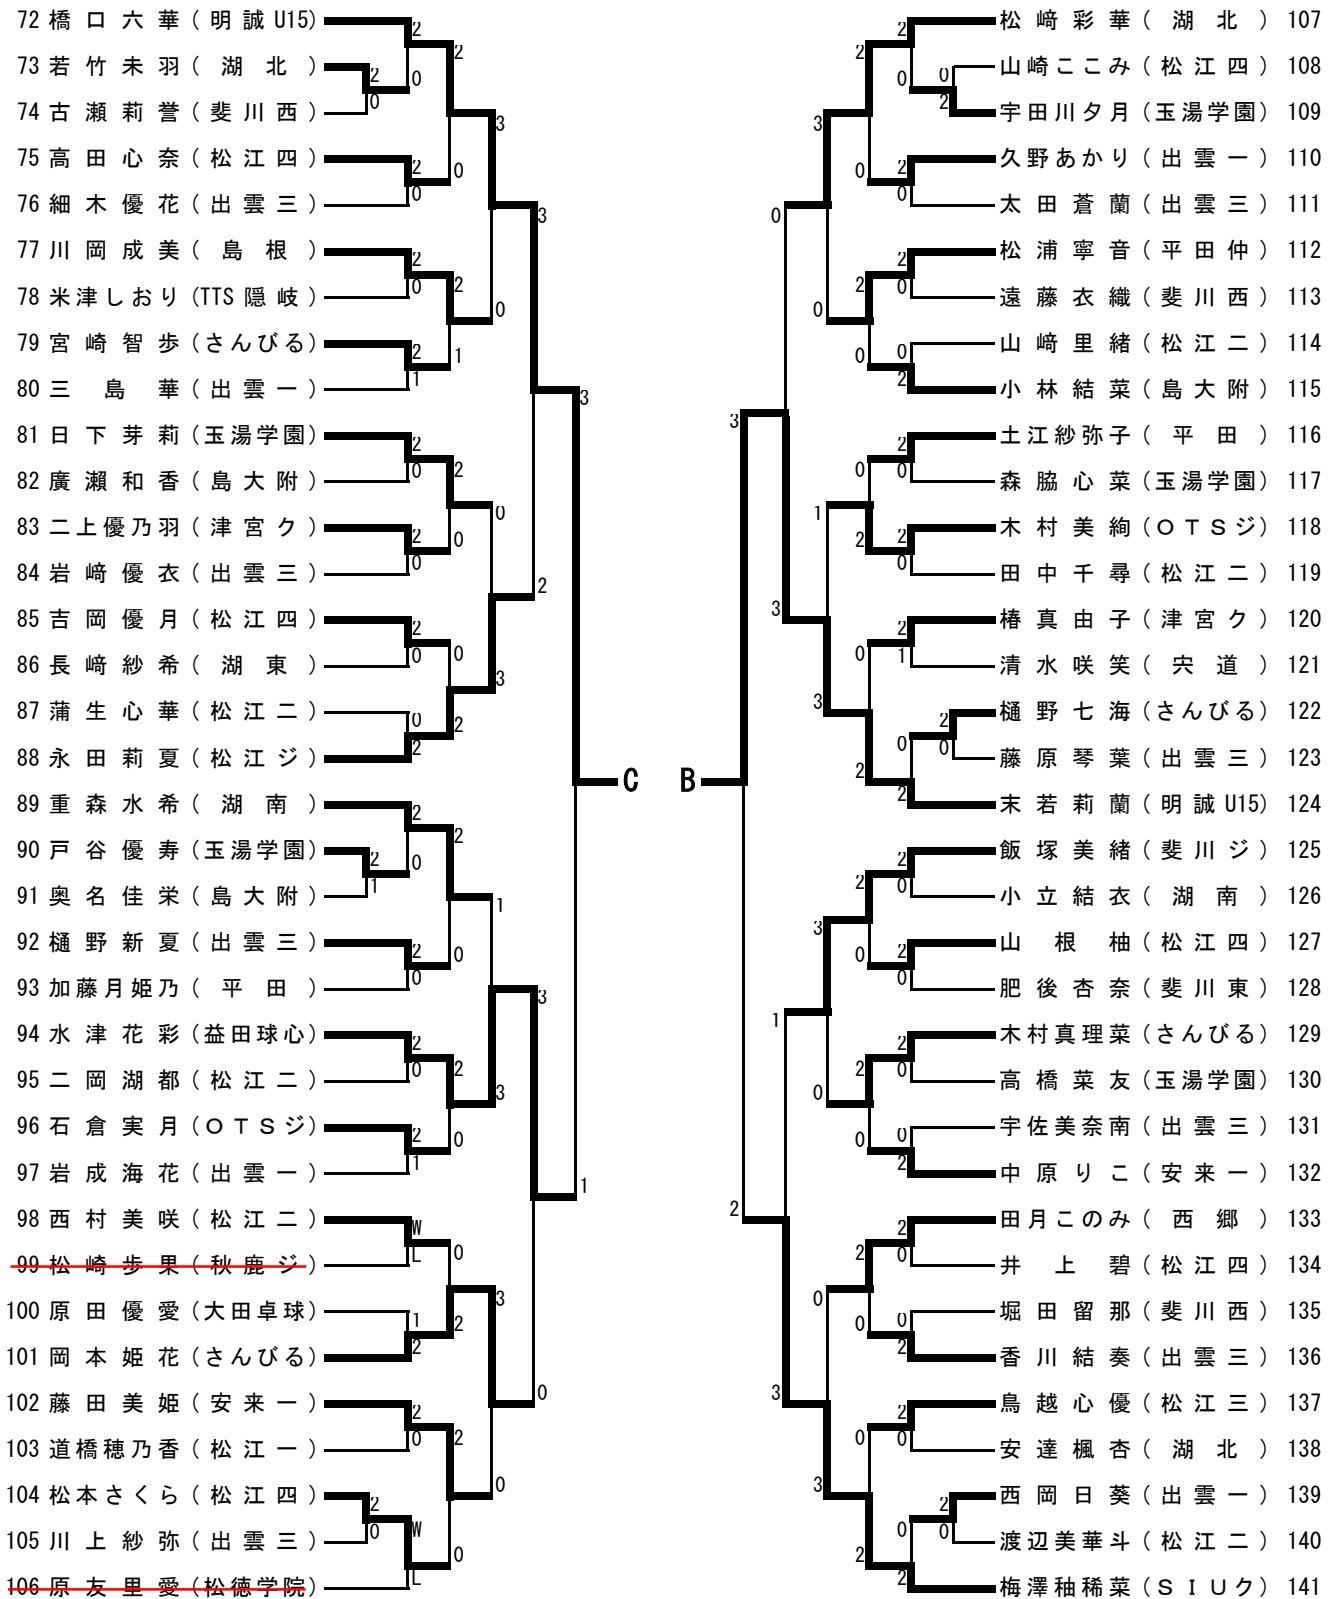 72 橋口六華 (明誠U15)
73 若竹未羽 (湖北)
74 古瀬莉誉 (斐川西)
75 高田心奈 (松江四)
76 細木優花 (出雲三)
77 川岡成美 (島根)
78 米津しおり (TTS隠岐)
79 宮崎智歩 (さんびる)
80 三島華 (出雲一)
81 日下芽莉 (玉湯学園)
82 廣瀬和香 (島大附)
83 二上優乃羽 (津宮ク)
84 岩﨑優衣 (出雲三)
85 吉岡優月 (松江四)
86 長﨑紗希 (湖東)
87 蒲生心華 (松江二)
88 永田莉夏 (松江ジ)
89 重森水希 (湖南)
90 戸谷優寿 (玉湯学園)
91 奥名佳栄 (島大附)
92 樋野新夏 (出雲三)
93 加藤月姫乃 (平田)
94 水津花彩 (益田球心)
95 二岡湖都 (松江二)
96 石倉実月 (OTSジ)
97 岩成海花 (出雲一)
98 西村美咲 (松江二)
99 松崎歩果 (秋鹿ジ)
100 原田優愛 (大田卓球)
101 岡本姫花 (さんびる)
102 藤田美姫 (安来一)
103 道橋穂乃香 (松江一)
104 松本さくら (松江四)
105 川上紗弥 (出雲三)
106 原友里愛 (松徳学院)
C
B
松﨑彩華 (湖北) 107
山崎ここみ (松江四) 108
宇田川夕月 (玉湯学園) 109
久野あかり (出雲一) 110
太田蒼蘭 (出雲三) 111
松浦寧音 (平田仲) 112
遠藤衣織 (斐川西) 113
山﨑里緒 (松江二) 114
小林結菜 (島大附) 115
土江紗弥子 (平田) 116
森脇心菜 (玉湯学園) 117
木村美絢 (OTSジ) 118
田中千尋 (松江二) 119
椿真由子 (津宮ク) 120
清水咲笑 (宍道) 121
樋野七海 (さんびる) 122
藤原琴葉 (出雲三) 123
末若莉蘭 (明誠U15) 124
飯塚美緒 (斐川ジ) 125
小立結衣 (湖南) 126
山根柚 (松江四) 127
肥後杏奈 (斐川東) 128
木村真理菜 (さんびる) 129
高橋菜友 (玉湯学園) 130
宇佐美奈南 (出雲三) 131
中原りこ (安来一) 132
田月このみ (西郷) 133
井上碧 (松江四) 134
堀田留那 (斐川西) 135
香川結奏 (出雲三) 136
鳥越心優 (松江三) 137
安達楓杏 (湖北) 138
西岡日葵 (出雲一) 139
渡辺美華斗 (松江二) 140
梅澤秞稀菜 (SIUク) 141